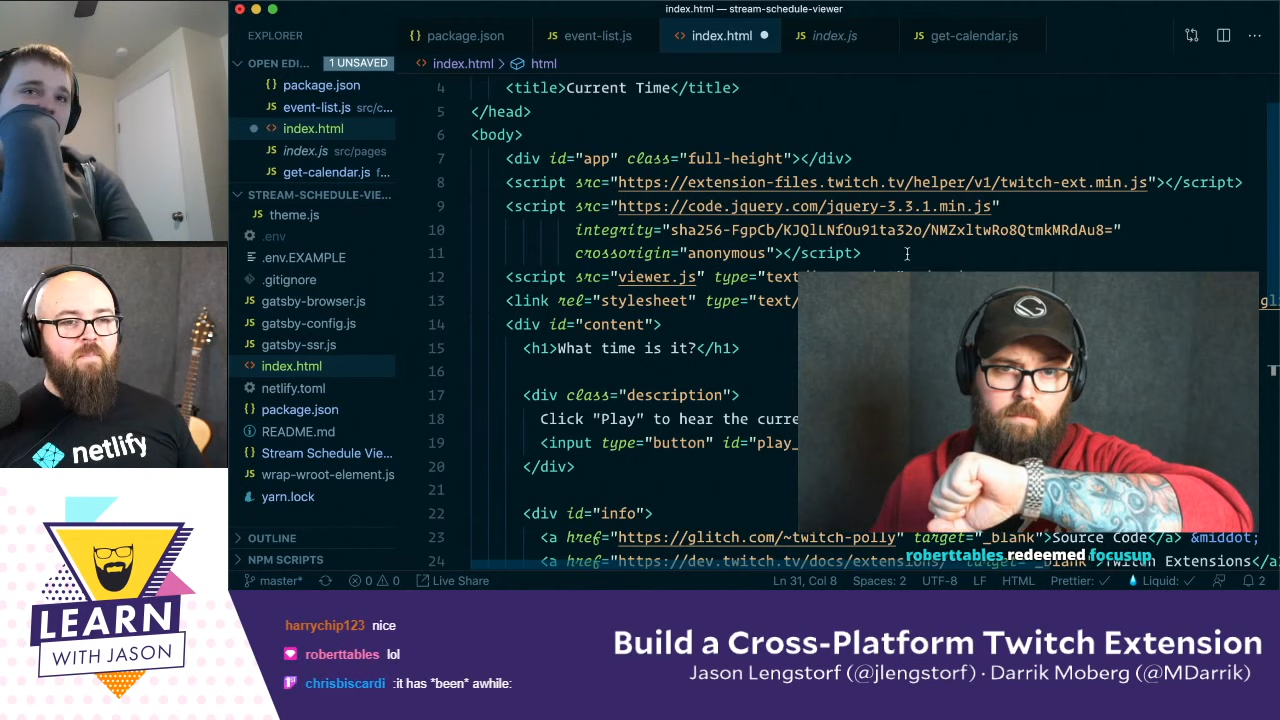 index.html — stream-schedule-viewer
EXPLORER
package.json
event-list.js
index.html
index.js
get-calendar.js
OPEN EDI... 1 UNSAVED
package.json
event-list.js src/c...
index.html
index.js src/pages
get-calendar.js f...
STREAM-SCHEDULE-VIE...
theme.js
.env
.env.EXAMPLE
.gitignore
gatsby-browser.js
gatsby-config.js
gatsby-ssr.js
index.html
netlify.toml
package.json
README.md
Stream Schedule Vie...
wrap-wroot-element.js
yarn.lock
OUTLINE
NPM SCRIPTS
index.html > html
4 <title>Current Time</title>
5 </head>
6 <body>
7 <div id="app" class="full-height"></div>
8 <script src="https://extension-files.twitch.tv/helper/v1/twitch-ext.min.js"></script>
9 <script src="https://code.jquery.com/jquery-3.3.1.min.js"
10 integrity="sha256-FgpCb/KJQlLNfOu91ta32o/NMZxltwRo8QtmkMRdAu8="
11 crossorigin="anonymous"></script>
12 <script src="viewer.js" type="text
13 <link rel="stylesheet" type="text/
14 <div id="content">
15 <h1>What time is it?</h1>
16
17 <div class="description">
18 Click "Play" to hear the curre
19 <input type="button" id="play_
20 </div>
21
22 <div id="info">
23 <a href="https://glitch.com/~twitch-polly" target="_blank">Source Code</a> &middot;
24 <a href="https://dev.twitch.tv/docs/extensions/" target="_blank">Twitch Extensions</a
roberttables redeemed focusup
master*
0 0
Live Share
Ln 31, Col 8
Spaces: 2
UTF-8
LF
HTML
Prettier: ✓
Liquid: ✓
2
netlify
LEARN
WITH JASON
harrychip123 nice
roberttables lol
chrisbiscardi :it has *been* awhile:
Build a Cross-Platform Twitch Extension
Jason Lengstorf (@jlengstorf) · Darrik Moberg (@MDarrik)